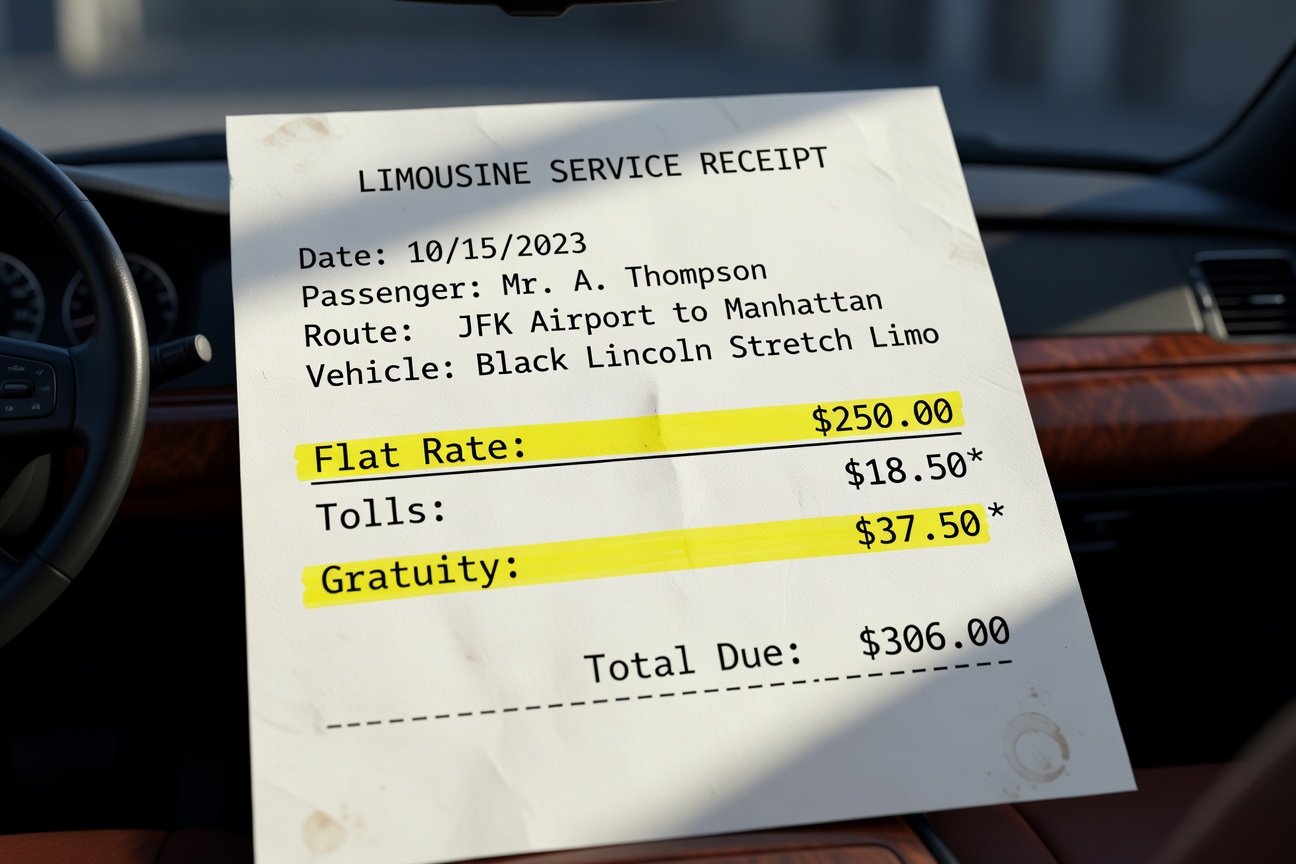 LIMOUSINE SERVICE RECEIPT
Date: 10/15/2023
Passenger: Mr. A. Thompson
Route: JFK Airport to Manhattan
Vehicle: Black Lincoln Stretch Limo
Flat Rate: $250.00
Tolls: $18.50*
Gratuity: $37.50*
Total Due: $306.00